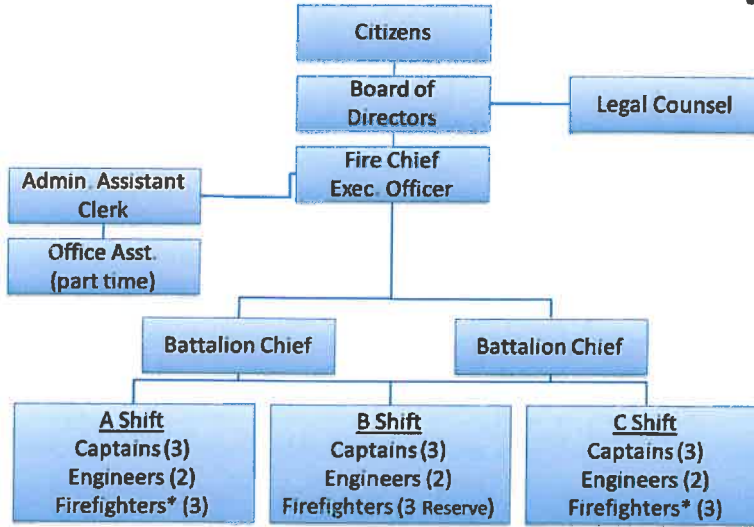 Citizens
Board of
Directors
Legal Counsel
Fire Chief
Exec. Officer
Admin. Assistant
Clerk
Office Asst.
(part time)
Battalion Chief
Battalion Chief
A Shift
Captains (3)
Engineers (2)
Firefighters* (3)
B Shift
Captains (3)
Engineers (2)
Firefighters (3 Reserve)
C Shift
Captains (3)
Engineers (2)
Firefighters* (3)